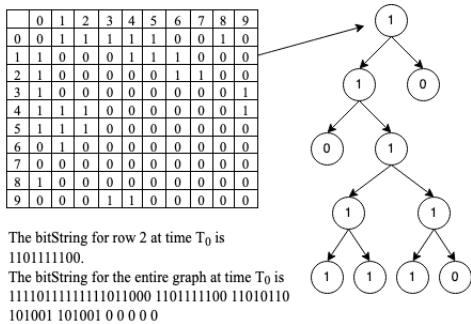 0 1 2 3 4 5 6 7 8 9
0 0 1 1 1 1 1 0 0 1 0
1 1 0 0 0 1 1 1 0 0 0
2 1 0 0 0 0 0 1 1 0 0
3 1 0 0 0 0 0 0 0 0 1
4 1 1 1 0 0 0 0 0 0 1
5 1 1 1 0 0 0 0 0 0 0
6 0 1 0 0 0 0 0 0 0 0
7 0 0 0 0 0 0 0 0 0 0
8 1 0 0 0 0 0 0 0 0 0
9 0 0 0 1 1 0 0 0 0 0
The bitString for row 2 at time T0 is
1101111100.
The bitString for the entire graph at time T0 is
11110111111111011000 1101111100 11010110
101001 101001 0 0 0 0 0
1
1 0
0 1
1 1
1 1 1 0